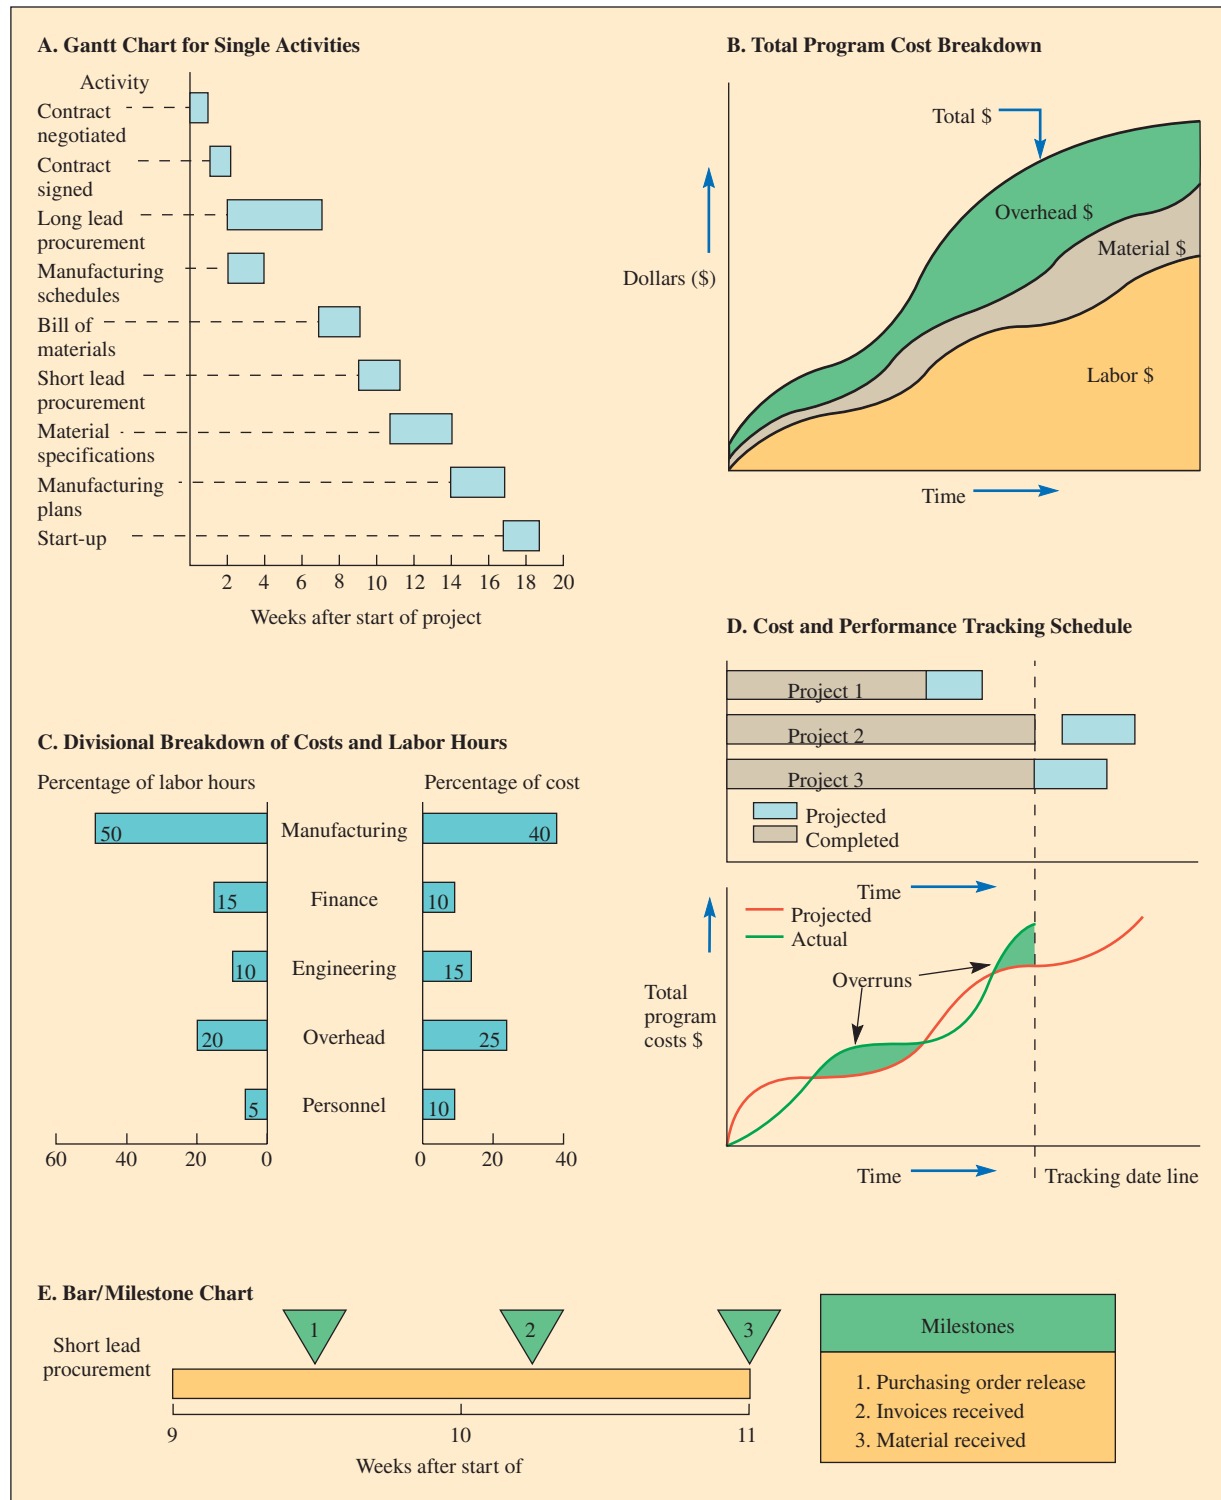 A. Gantt Chart for Single Activities
Activity
Contract
negotiated
Contract
signed
Long lead
procurement
Manufacturing
schedules
Bill of
materials
Short lead
procurement
Material
specifications
Manufacturing
plans
Start-up
2 4 6 8 10 12 14 16 18 20
Weeks after start of project
B. Total Program Cost Breakdown
Total $
Overhead $
Material $
Dollars ($)
Labor $
Time
C. Divisional Breakdown of Costs and Labor Hours
Percentage of labor hours Percentage of cost
50 Manufacturing 40
15 Finance 10
10 Engineering 15
20 Overhead 25
5 Personnel 10
60 40 20 0 0 20 40
D. Cost and Performance Tracking Schedule
Project 1
Project 2
Project 3
Projected
Completed
Time
Projected
Actual
Overruns
Total
program
costs $
Time Tracking date line
E. Bar/Milestone Chart
Short lead
procurement
1 2 3
9 10 11
Weeks after start of
Milestones
1. Purchasing order release
2. Invoices received
3. Material received